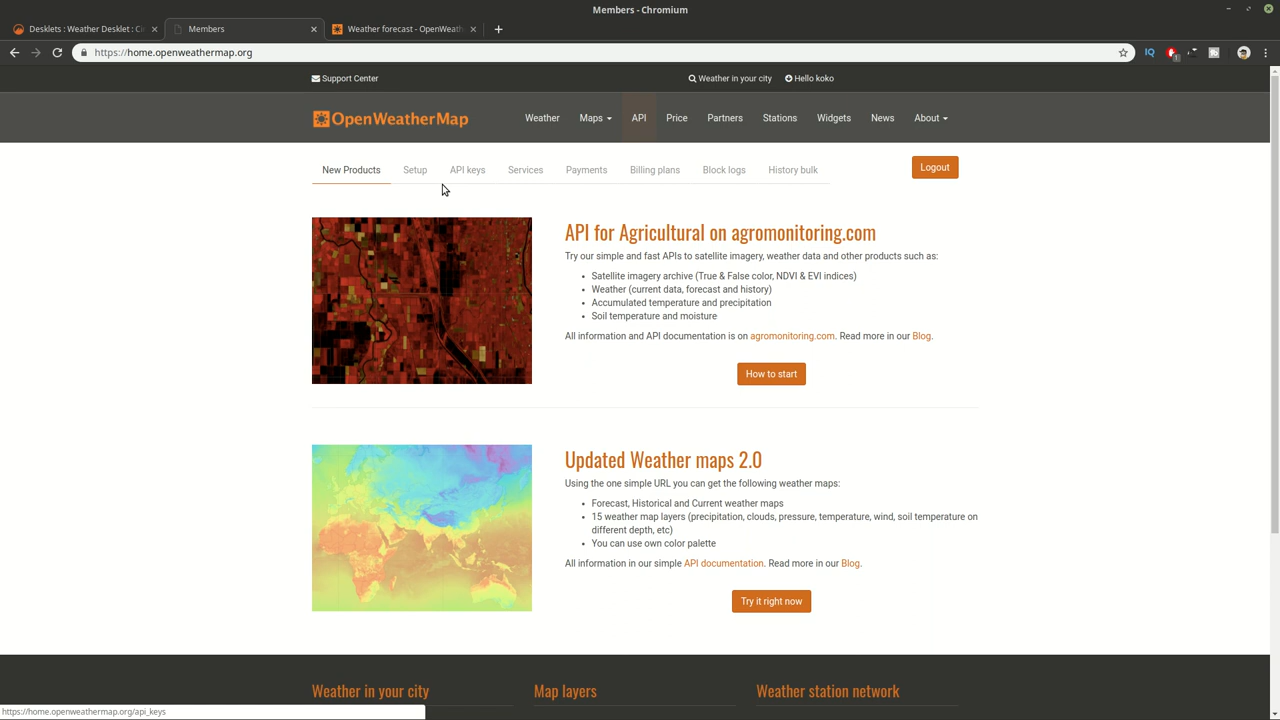 Members - Chromium
Desklets : Weather Desklet : Ci
Members
Weather forecast - OpenWeath
https://home.openweathermap.org
Support Center
Weather in your city
Hello koko
OpenWeatherMap
Weather
Maps
API
Price
Partners
Stations
Widgets
News
About
New Products
Setup
API keys
Services
Payments
Billing plans
Block logs
History bulk
Logout
API for Agricultural on agromonitoring.com
Try our simple and fast APIs to satellite imagery, weather data and other products such as:
Satellite imagery archive (True & False color, NDVI & EVI indices)
Weather (current data, forecast and history)
Accumulated temperature and precipitation
Soil temperature and moisture
All information and API documentation is on agromonitoring.com. Read more in our Blog.
How to start
Updated Weather maps 2.0
Using the one simple URL you can get the following weather maps:
Forecast, Historical and Current weather maps
15 weather map layers (precipitation, clouds, pressure, temperature, wind, soil temperature on
different depth, etc)
You can use own color palette
All information in our simple API documentation. Read more in our Blog.
Try it right now
Weather in your city
Map layers
Weather station network
https://home.openweathermap.org/api_keys